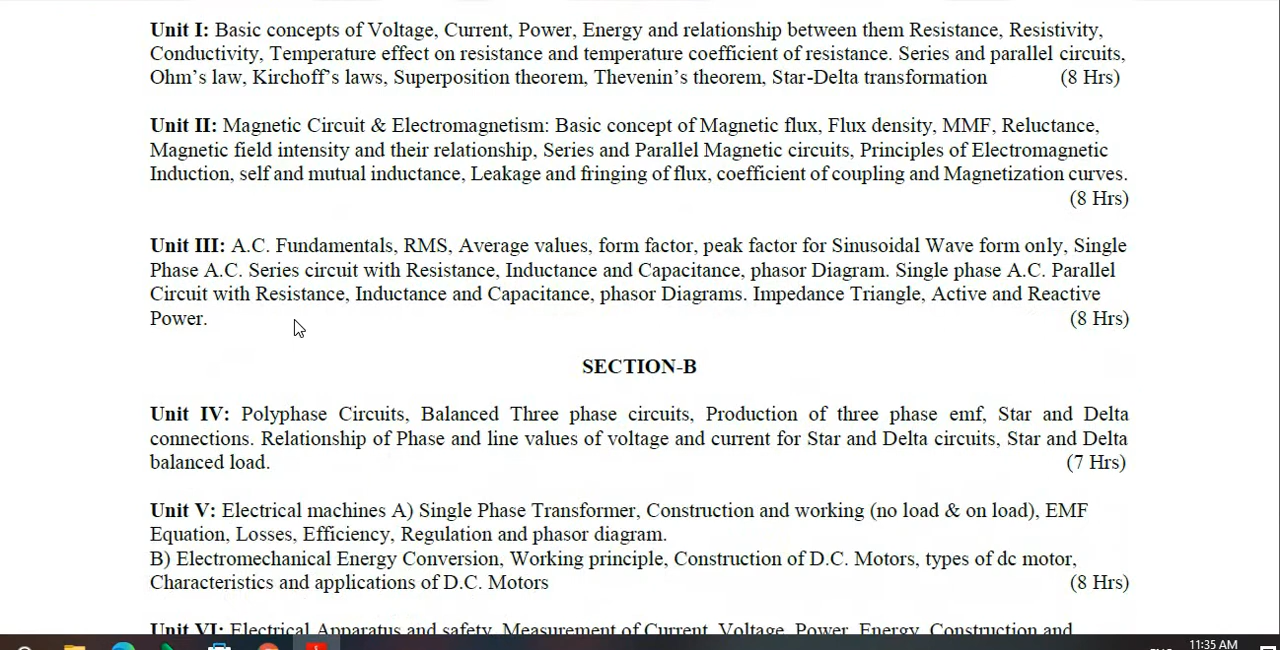 Unit I: Basic concepts of Voltage, Current, Power, Energy and relationship between them Resistance, Resistivity,
Conductivity, Temperature effect on resistance and temperature coefficient of resistance. Series and parallel circuits,
Ohm's law, Kirchoff's laws, Superposition theorem, Thevenin's theorem, Star-Delta transformation (8 Hrs)
Unit II: Magnetic Circuit & Electromagnetism: Basic concept of Magnetic flux, Flux density, MMF, Reluctance,
Magnetic field intensity and their relationship, Series and Parallel Magnetic circuits, Principles of Electromagnetic
Induction, self and mutual inductance, Leakage and fringing of flux, coefficient of coupling and Magnetization curves.
(8 Hrs)
Unit III: A.C. Fundamentals, RMS, Average values, form factor, peak factor for Sinusoidal Wave form only, Single
Phase A.C. Series circuit with Resistance, Inductance and Capacitance, phasor Diagram. Single phase A.C. Parallel
Circuit with Resistance, Inductance and Capacitance, phasor Diagrams. Impedance Triangle, Active and Reactive
Power. (8 Hrs)
SECTION-B
Unit IV: Polyphase Circuits, Balanced Three phase circuits, Production of three phase emf, Star and Delta
connections. Relationship of Phase and line values of voltage and current for Star and Delta circuits, Star and Delta
balanced load. (7 Hrs)
Unit V: Electrical machines A) Single Phase Transformer, Construction and working (no load & on load), EMF
Equation, Losses, Efficiency, Regulation and phasor diagram.
B) Electromechanical Energy Conversion, Working principle, Construction of D.C. Motors, types of dc motor,
Characteristics and applications of D.C. Motors (8 Hrs)
Unit VI: Electrical Apparatus and safety, Measurement of Current, Voltage, Power, Energy, Construction and
11:35 AM